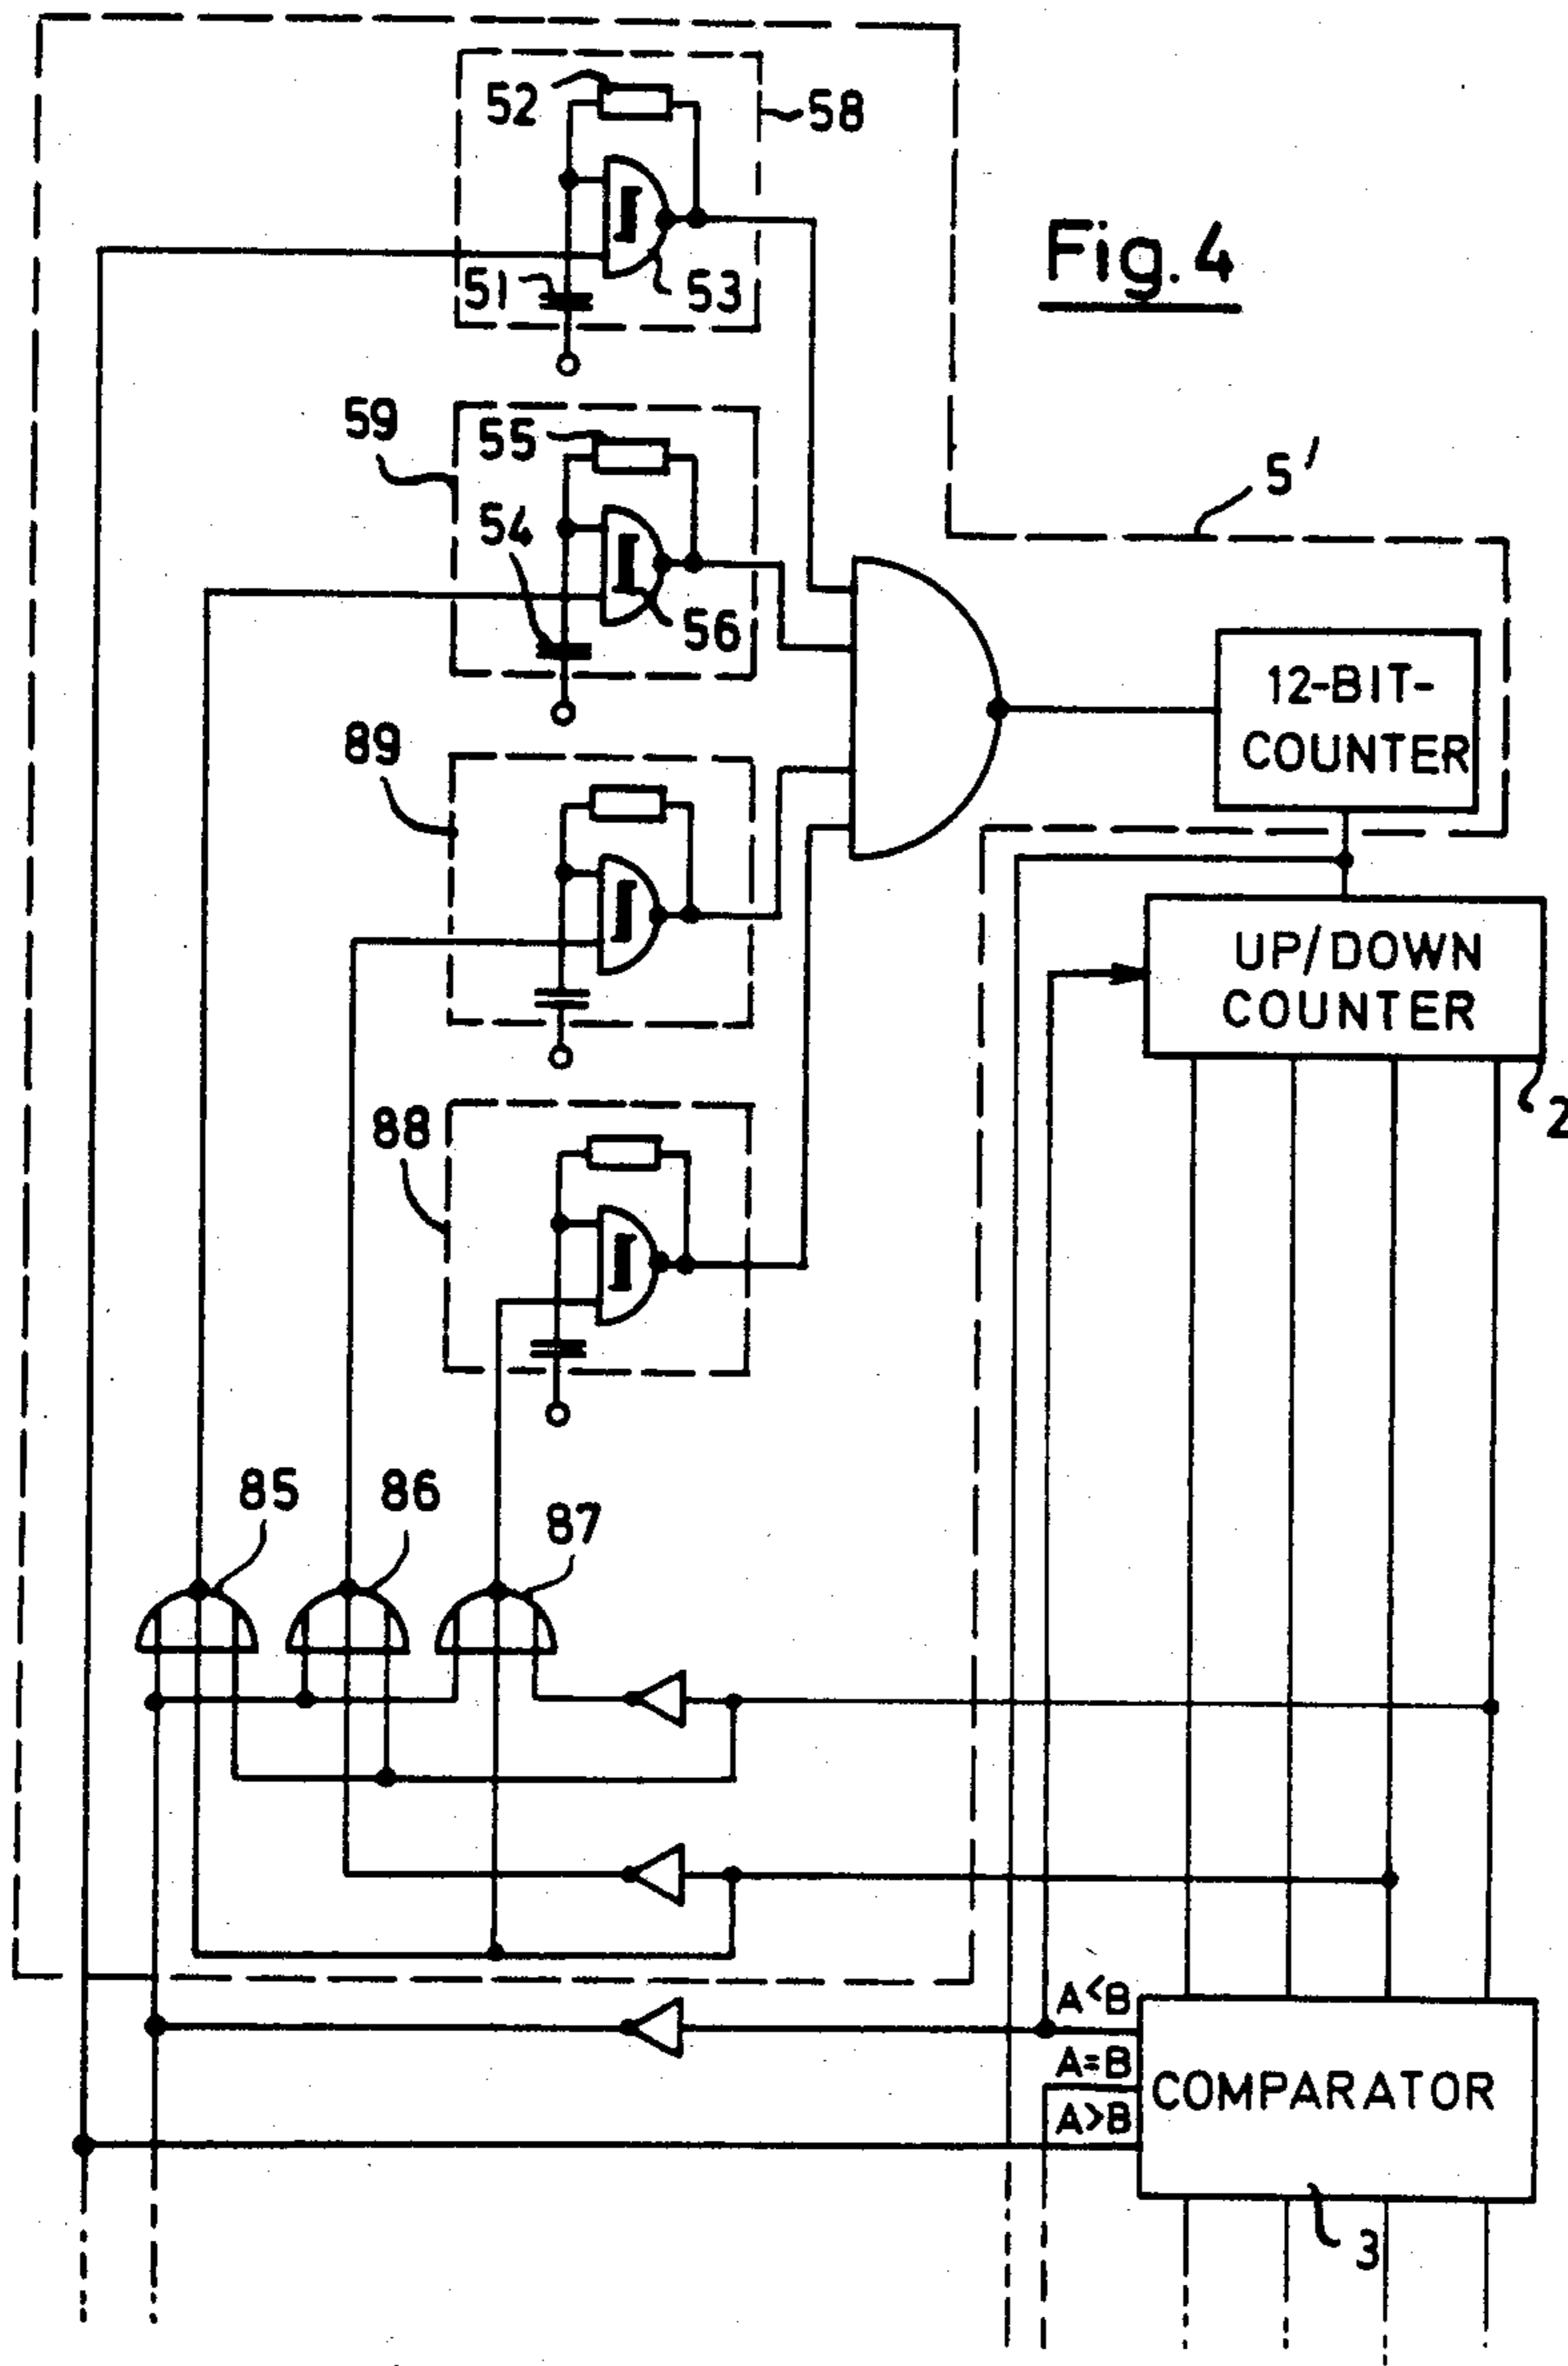 52
58
51
53
Fig. 4
59
55
54
56
5'
12-BIT-
COUNTER
89
UP/DOWN
COUNTER
2
88
85
86
87
A<B
A=B
A>B
COMPARATOR
3